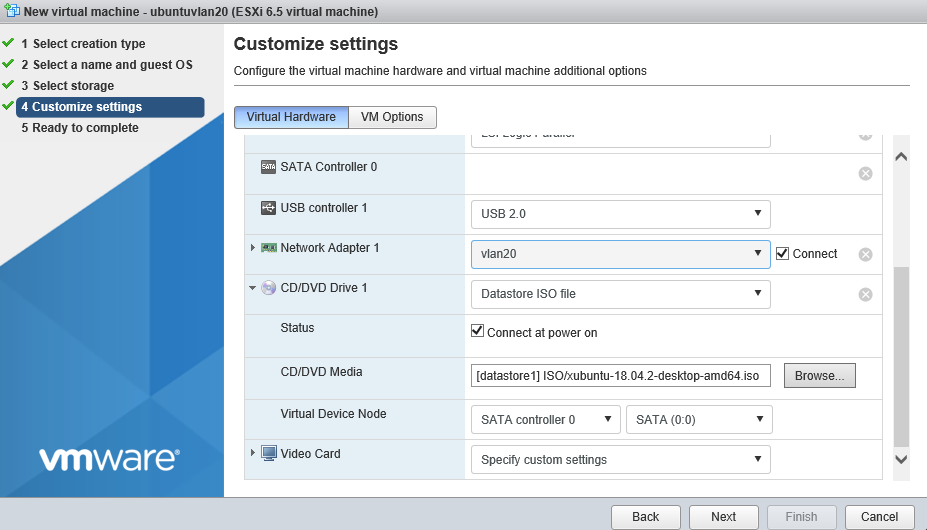 New virtual machine - ubuntuvlan20 (ESXi 6.5 virtual machine)
1 Select creation type
2 Select a name and guest OS
3 Select storage
4 Customize settings
5 Ready to complete
Customize settings
Configure the virtual machine hardware and virtual machine additional options
Virtual Hardware
VM Options
SATA SATA Controller 0
USB controller 1
USB 2.0
Network Adapter 1
vlan20
Connect
CD/DVD Drive 1
Datastore ISO file
Status
Connect at power on
CD/DVD Media
[datastore1] ISO/xubuntu-18.04.2-desktop-amd64.iso
Browse...
Virtual Device Node
SATA controller 0
SATA (0:0)
Video Card
Specify custom settings
vmware®
Back
Next
Finish
Cancel